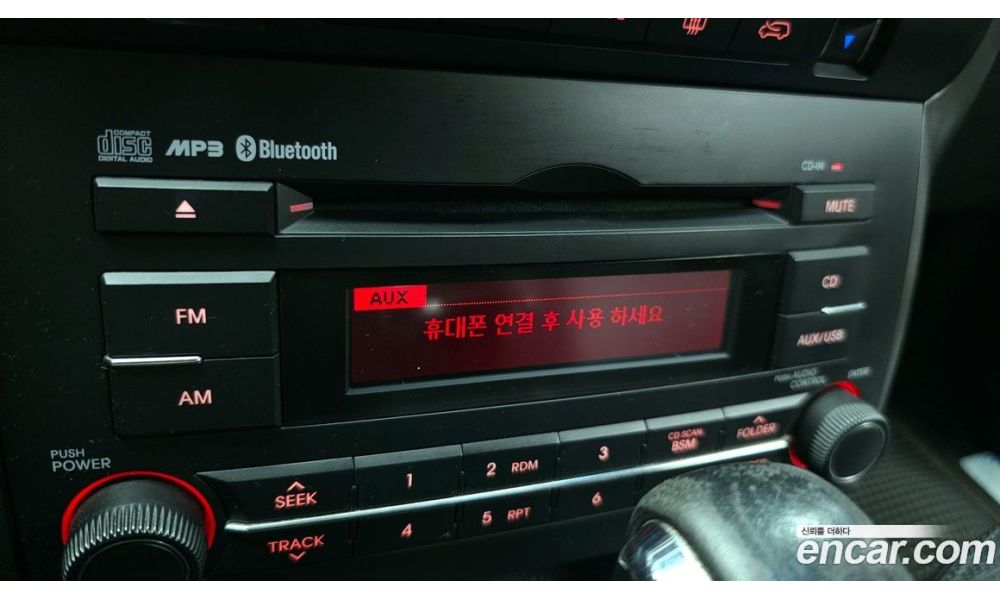 COMPACT
disc
DIGITAL AUDIO
MP3
Bluetooth
CD-IN
MUTE
FM
AM
AUX
휴대폰 연결 후 사용 하세요
CD
AUX/USB
PUSH AUDIO
CONTROL
ENTER
PUSH
POWER
SEEK
TRACK
1
2 RDM
3
CD SCAN
BSM
FOLDER
4
5 RPT
6
신뢰를 더하다
encar.com